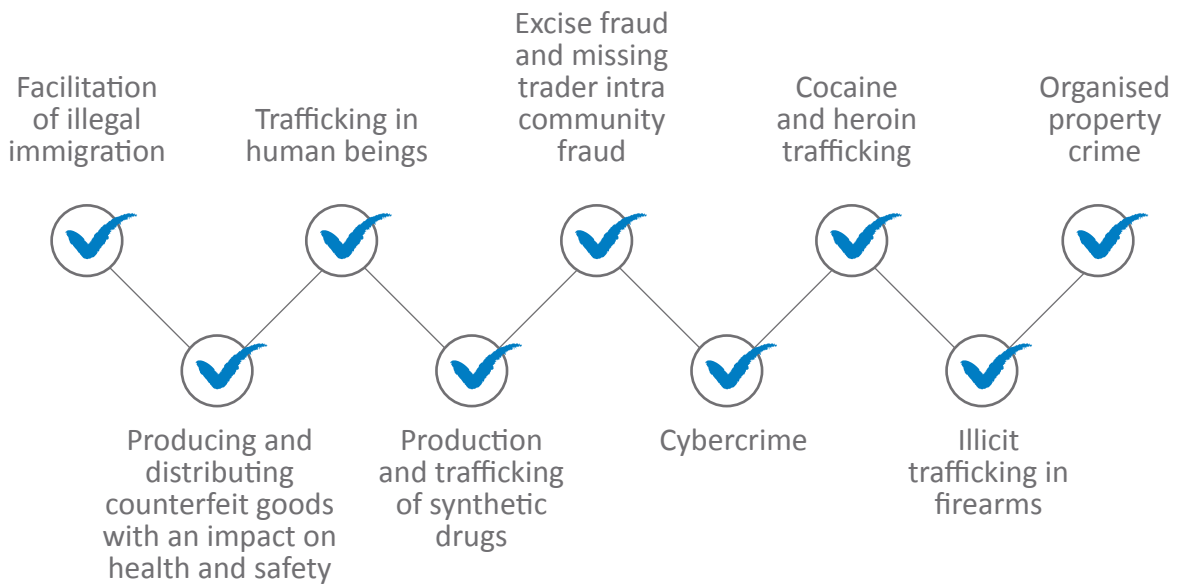 Facilitation
of illegal
immigration
Producing and
distributing
counterfeit goods
with an impact on
health and safety
Trafficking in
human beings
Production
and trafficking
of synthetic
drugs
Excise fraud
and missing
trader intra
community
fraud
Cybercrime
Cocaine
and heroin
trafficking
Illicit
trafficking in
firearms
Organised
property
crime